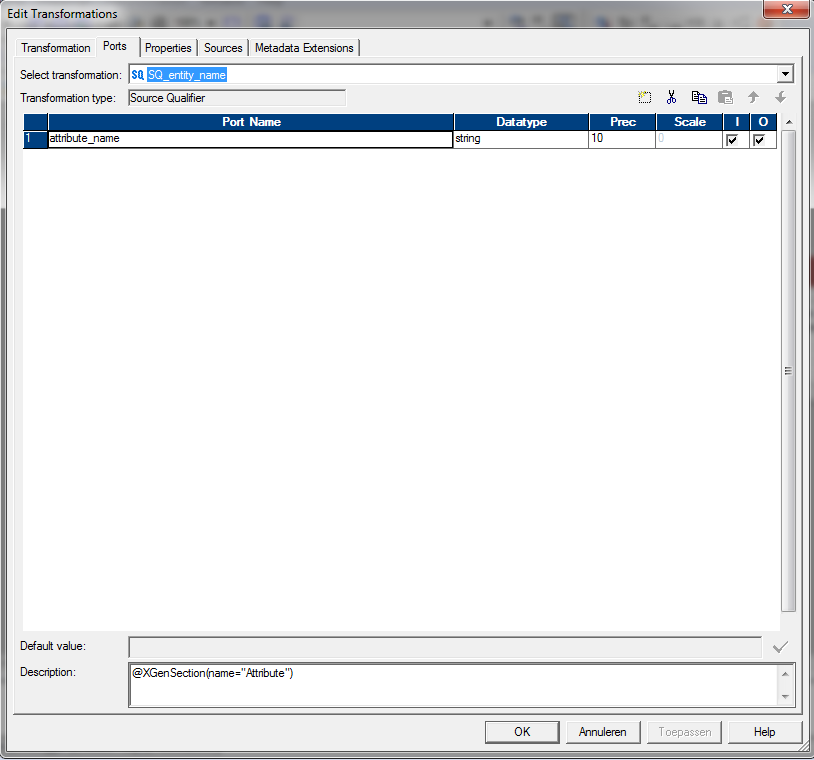 Edit Transformations
Transformation Ports Properties Sources Metadata Extensions
Select transformation: SQ SQ_entity_name
Transformation type: Source Qualifier
Port Name Datatype Prec Scale I O
1 attribute_name string 10 0
Default value:
Description: @XGenSection(name="Attribute")
OK Annuleren Toepassen Help